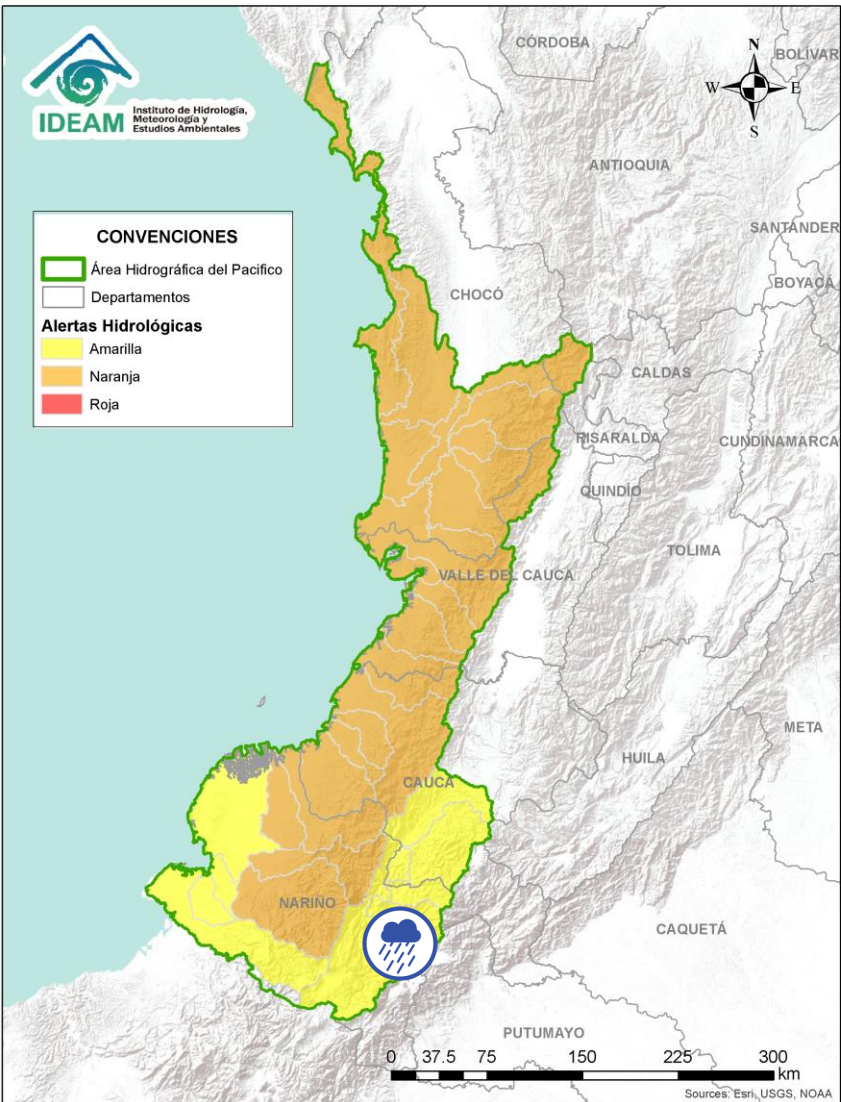 IDEAM
Instituto de Hidrología,
Meteorología y
Estudios Ambientales
N
W
E
S
CONVENCIONES
Área Hidrográfica del Pacifico
Departamentos
Alertas Hidrológicas
Amarilla
Naranja
Roja
CÓRDOBA
BOLIVAR
ANTIOQUIA
SANTANDER
BOYACÁ
CHOCÓ
CALDAS
RISARALDA
CUNDINAMARCA
QUINDÍO
TOLIMA
VALLE DEL CAUCA
META
HUILA
CAUCA
NARIÑO
CAQUETÁ
PUTUMAYO
0 37.5 75 150 225 300
km
Sources: Esri, USGS, NOAA